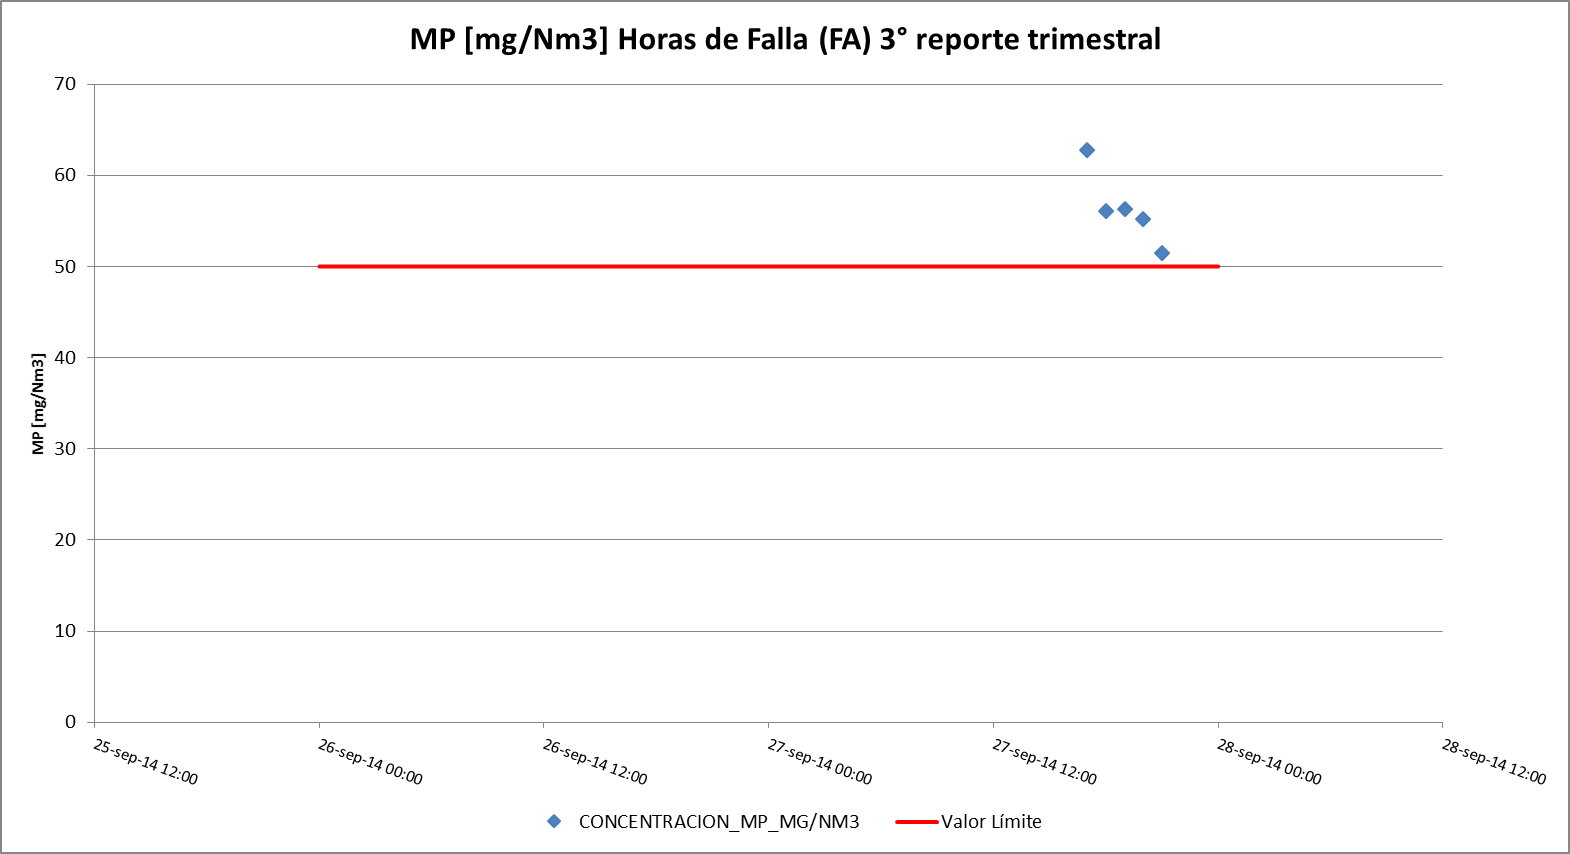 MP [mg/Nm3] Horas de Falla (FA) 3° reporte trimestral
70
60
50
40
30
20
10
0
MP [mg/Nm3]
25-sep-14 12:00
26-sep-14 00:00
26-sep-14 12:00
27-sep-14 00:00
27-sep-14 12:00
28-sep-14 00:00
28-sep-14 12:00
CONCENTRACION_MP_MG/NM3
Valor Límite